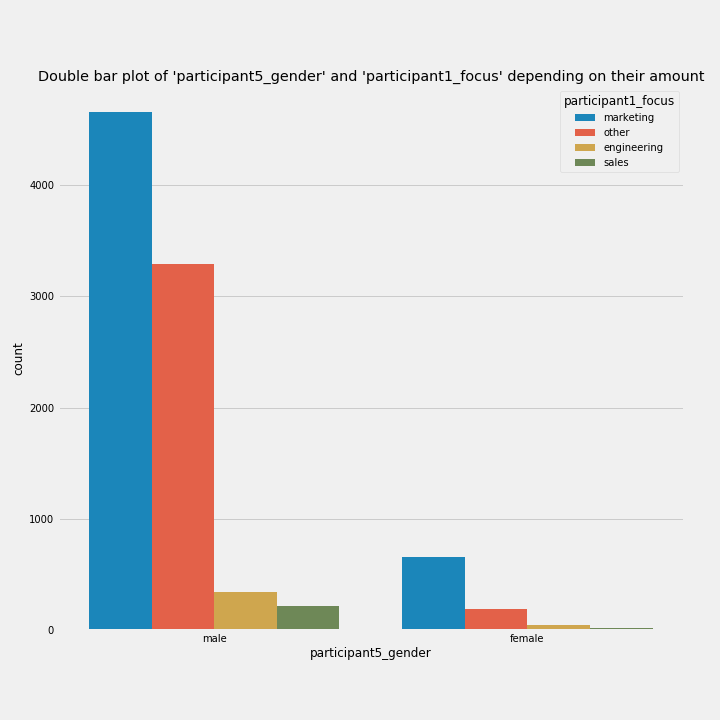 Double bar plot of 'participant5_gender' and 'participant1_focus' depending on their amount
participant1_focus
marketing
other
engineering
sales
4000
3000
2000
1000
0
count
male female
participant5_gender